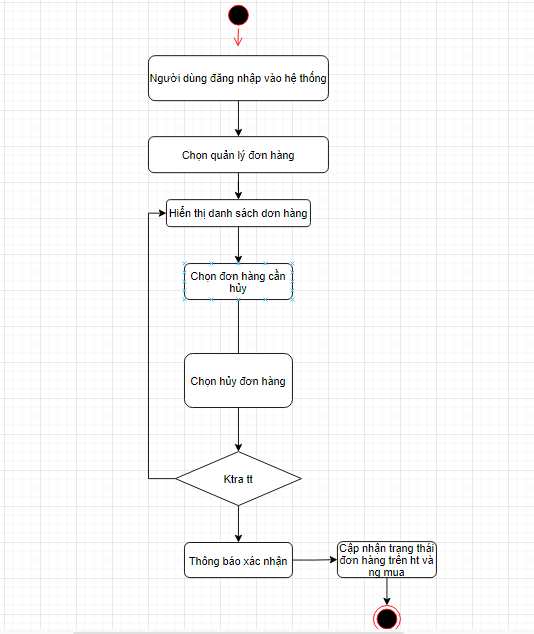 Người dùng đăng nhập vào hệ thống
Chọn quản lý đơn hàng
Hiển thị danh sách dơn hàng
Chọn đơn hàng cần
hủy
Chọn hủy đơn hàng
Ktra tt
Thông báo xác nhận
Cập nhận trạng thái
đơn hàng trên ht và
ng mua